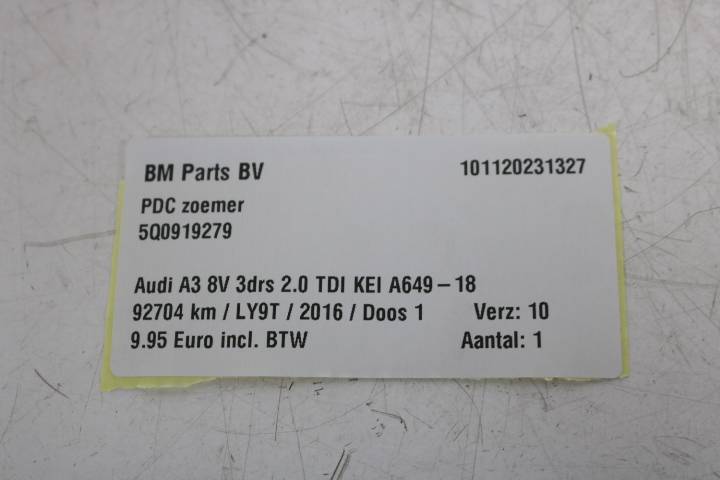 BM Parts BV 101120231327
PDC zoemer
5Q0919279
Audi A3 8V 3drs 2.0 TDI KEI A649 – 18
92704 km / LY9T / 2016 / Doos 1 Verz: 10
9.95 Euro incl. BTW Aantal: 1